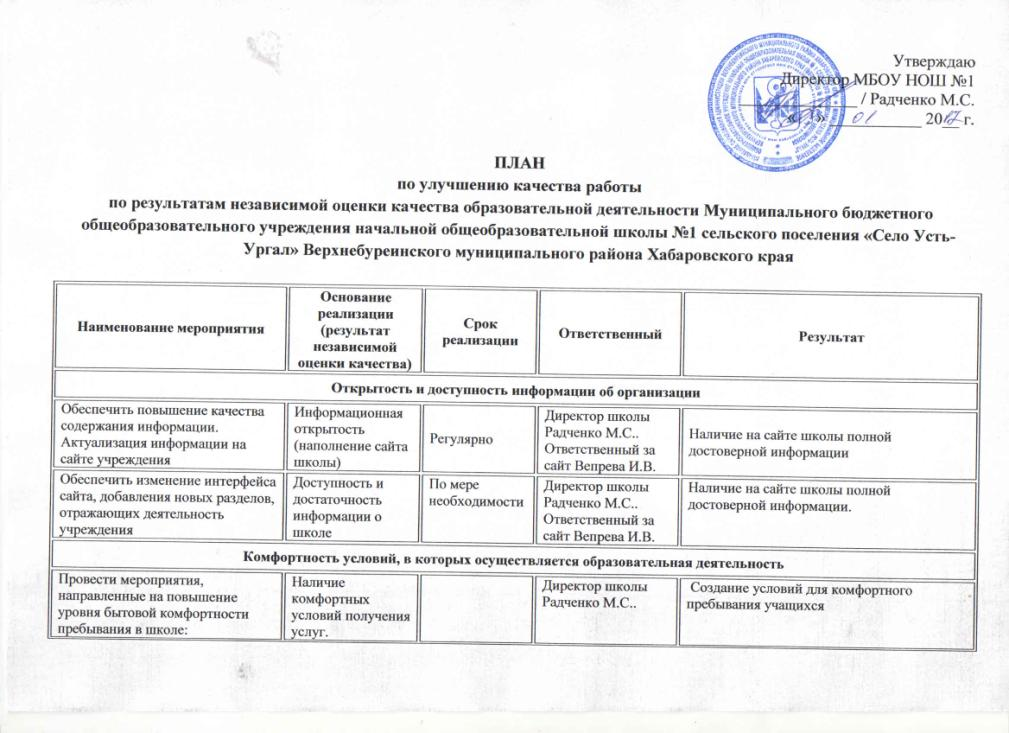 Утверждаю
Директор МБОУ НОШ №1
/ Радченко М.С.
« » 01 2017 г.
ПЛАН
по улучшению качества работы
по результатам независимой оценки качества образовательной деятельности Муниципального бюджетного
общеобразовательного учреждения начальной общеобразовательной школы №1 сельского поселения «Село Усть-
Ургал» Верхнебуреинского муниципального района Хабаровского края
Наименование мероприятия
Основание
реализации
(результат
независимой
оценки качества)
Срок
реализации
Ответственный
Результат
Открытость и доступность информации об организации
Обеспечить повышение качества
содержания информации.
Актуализация информации на
сайте учреждения
Информационная
открытость
(наполнение сайта
школы)
Регулярно
Директор школы
Радченко М.С..
Ответственный за
сайт Вепрева И.В.
Наличие на сайте школы полной
достоверной информации
Обеспечить изменение интерфейса
сайта, добавления новых разделов,
отражающих деятельность
учреждения
Доступность и
достаточность
информации о
школе
По мере
необходимости
Директор школы
Радченко М.С..
Ответственный за
сайт Вепрева И.В.
Наличие на сайте школы полной
достоверной информации.
Комфортность условий, в которых осуществляется образовательная деятельность
Провести мероприятия,
направленные на повышение
уровня бытовой комфортности
пребывания в школе:
Наличие
комфортных
условий получения
услуг.
Директор школы
Радченко М.С..
Создание условий для комфортного
пребывания учащихся